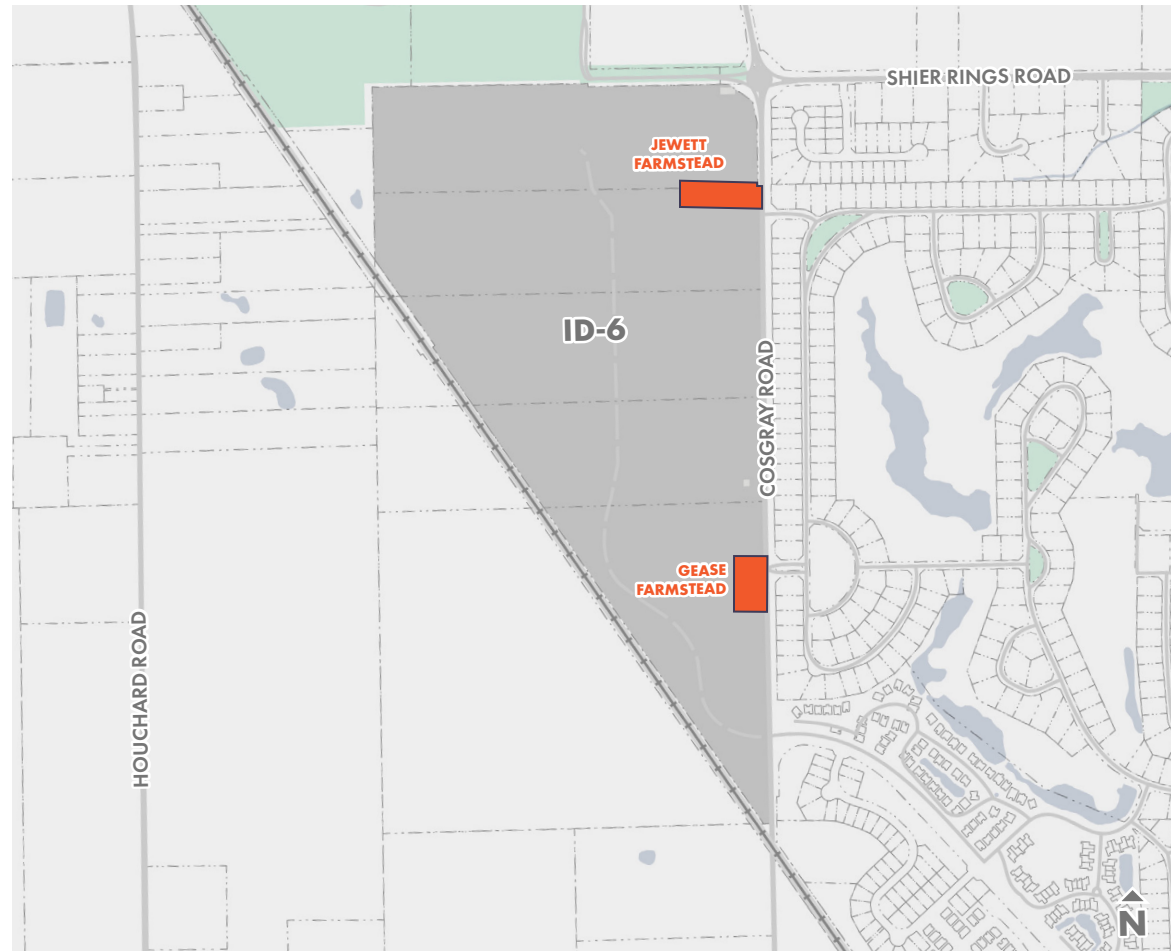 SHIER RINGS ROAD
JEWETT
FARMSTEAD
ID-6
COSGRAY ROAD
GEASE
FARMSTEAD
HOUCHARD ROAD
N